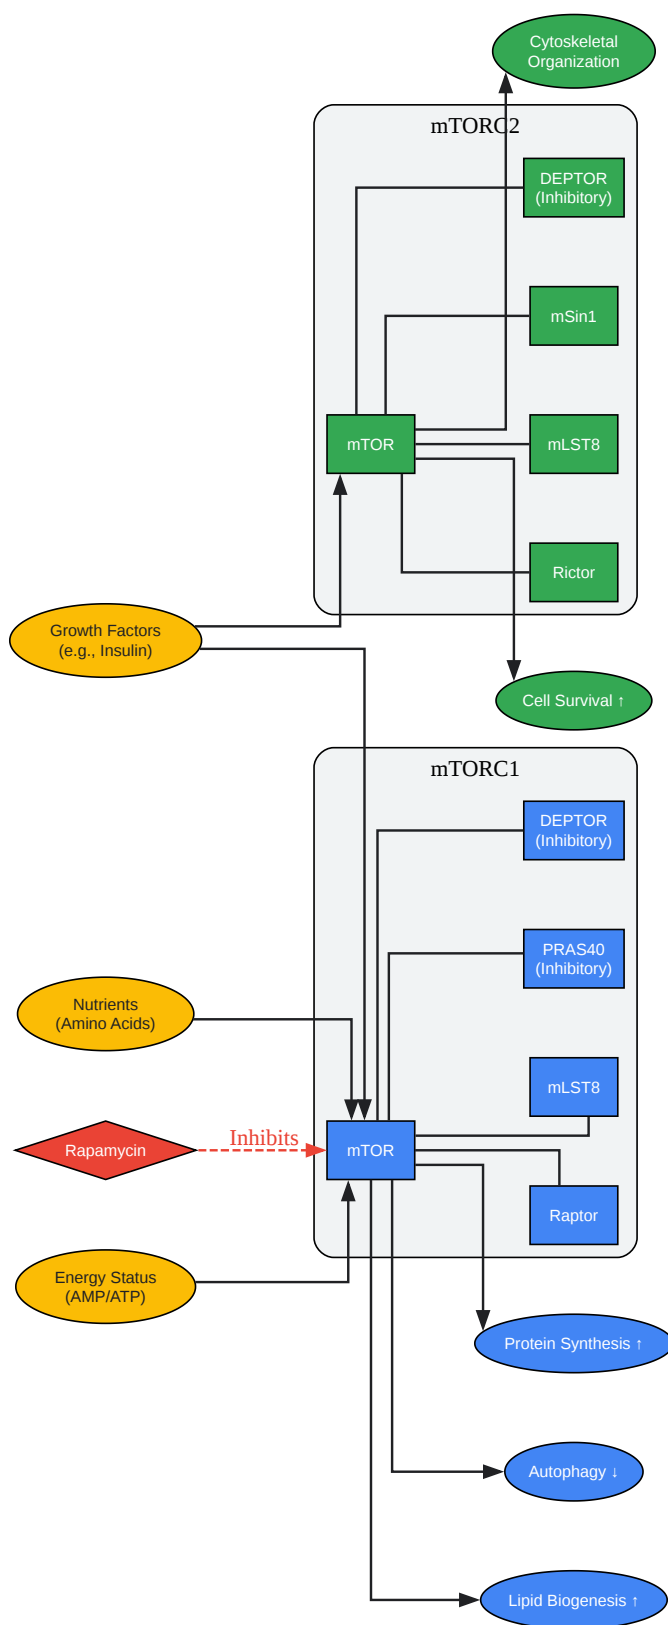 Cytoskeletal
Organization
mTORC2
DEPTOR
(Inhibitory)
mSin1
mTOR
mLST8
Rictor
Growth Factors
(e.g., Insulin)
Cell Survival ↑
mTORC1
DEPTOR
(Inhibitory)
PRAS40
(Inhibitory)
Nutrients
(Amino Acids)
mLST8
Rapamycin
Inhibits
mTOR
Raptor
Energy Status
(AMP/ATP)
Protein Synthesis ↑
Autophagy ↓
Lipid Biogenesis ↑